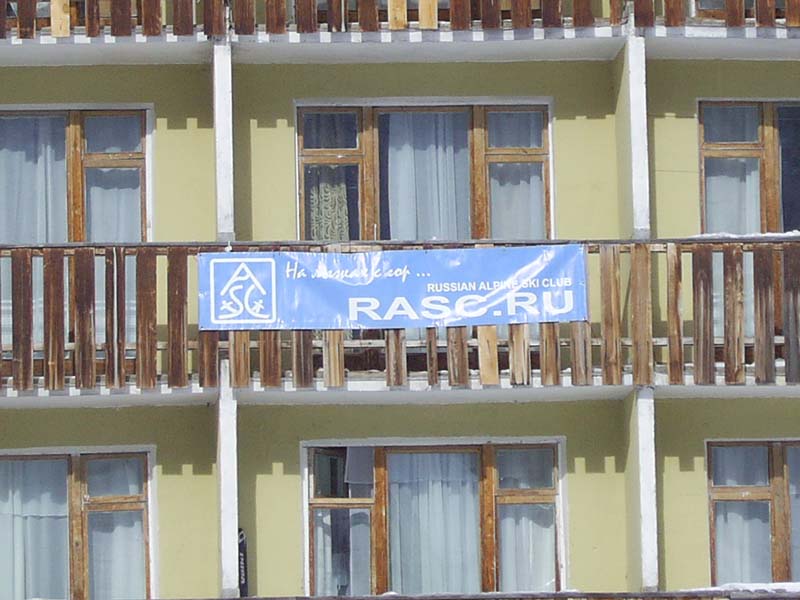 На лыжах с гор ...
RUSSIAN ALPINE SKI CLUB
RASC.RU